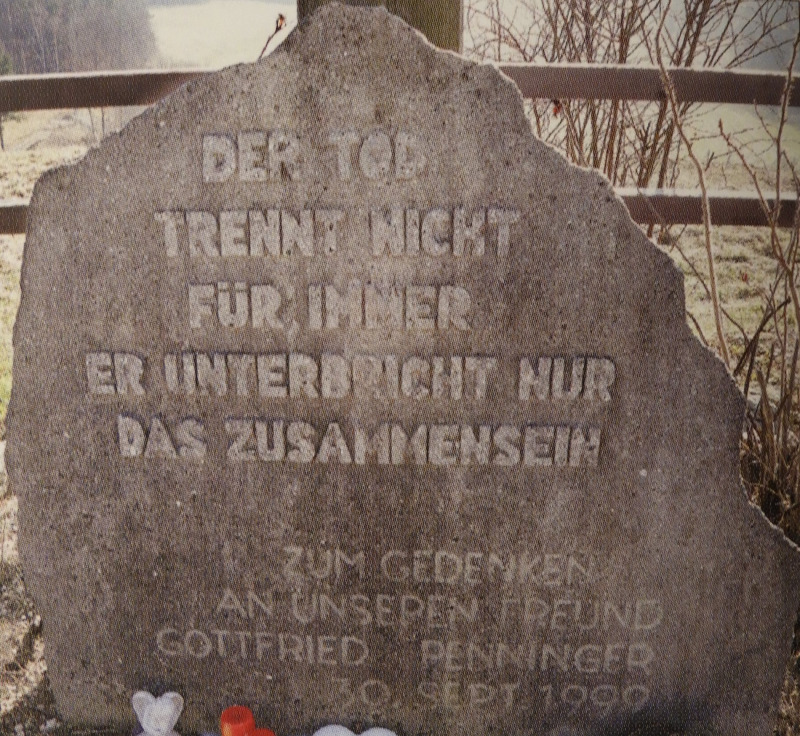 DER TOD
TRENNT NICHT
FÜR IMMER
ER UNTERBRICHT NUR
DAS ZUSAMMENSEIN
ZUM GEDENKEN
AN UNSEREN FREUND
GOTTFRIED PENNINGER
30. SEPT. 1999